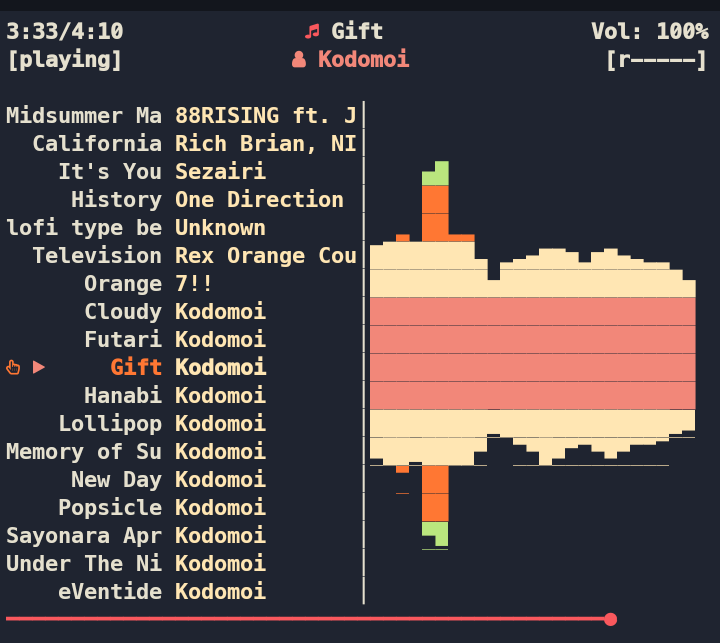 3:33/4:10 Gift Vol: 100%
[playing] Kodomoi [r-----]
Midsummer Ma 88RISING ft. J
California Rich Brian, NI
It's You Sezairi
History One Direction
lofi type be Unknown
Television Rex Orange Cou
Orange 7!!
Cloudy Kodomoi
Futari Kodomoi
Gift Kodomoi
Hanabi Kodomoi
Lollipop Kodomoi
Memory of Su Kodomoi
New Day Kodomoi
Popsicle Kodomoi
Sayonara Apr Kodomoi
Under The Ni Kodomoi
eVentide Kodomoi